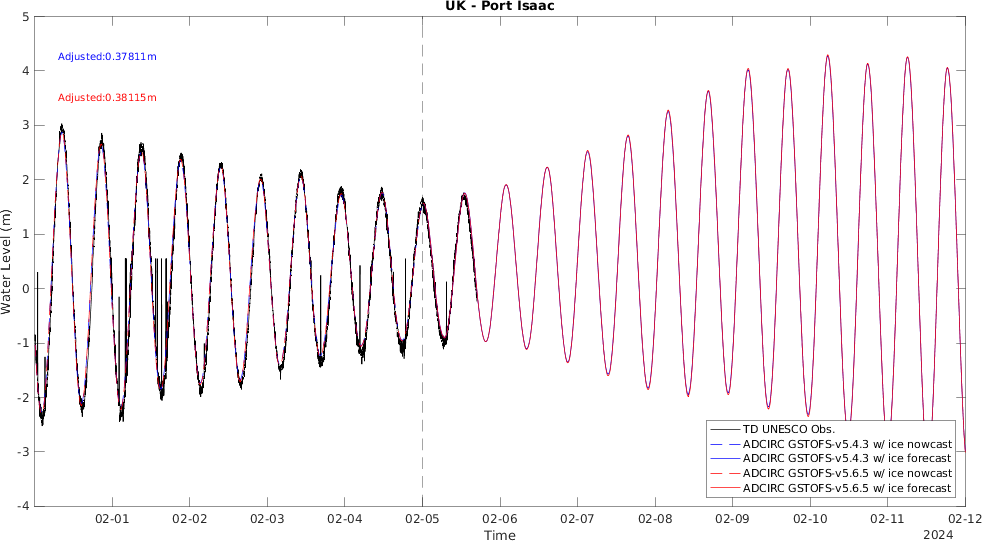 UK - Port Isaac
Adjusted:0.37811m
Adjusted:0.38115m
Water Level (m)
5
4
3
2
1
0
-1
-2
-3
-4
TD UNESCO Obs.
ADCIRC GSTOFS-v5.4.3 w/ ice nowcast
ADCIRC GSTOFS-v5.4.3 w/ ice forecast
ADCIRC GSTOFS-v5.6.5 w/ ice nowcast
ADCIRC GSTOFS-v5.6.5 w/ ice forecast
02-01 02-02 02-03 02-04 02-05 02-06 02-07 02-08 02-09 02-10 02-11 02-12
Time
2024